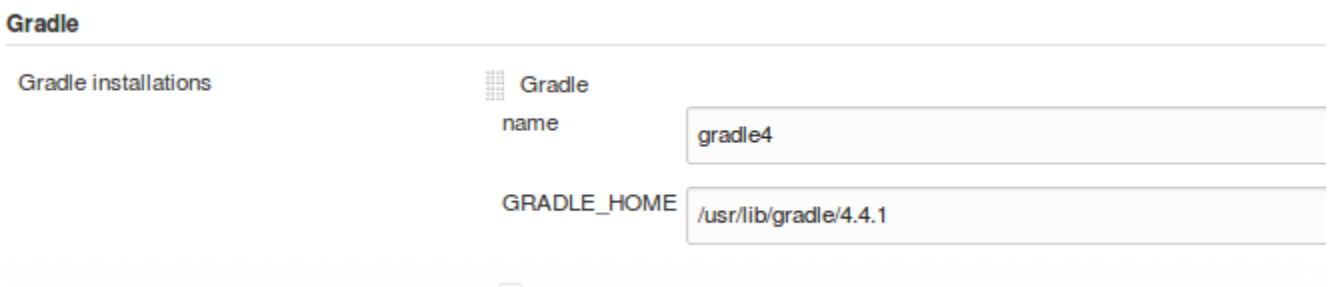 Gradle
Gradle installations
Gradle
name
gradle4
GRADLE_HOME
/usr/lib/gradle/4.4.1